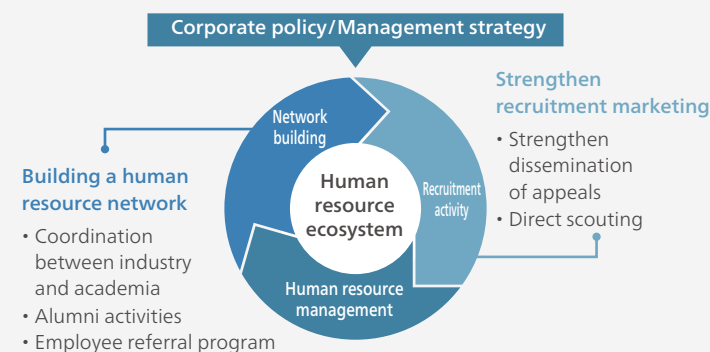 Corporate policy/Management strategy
Network
building
Human
resource
ecosystem
Recruitment
activity
Human resource
management
Building a human
resource network
• Coordination
between industry
and academia
• Alumni activities
• Employee referral program
Strengthen
recruitment marketing
• Strengthen
dissemination
of appeals
• Direct scouting